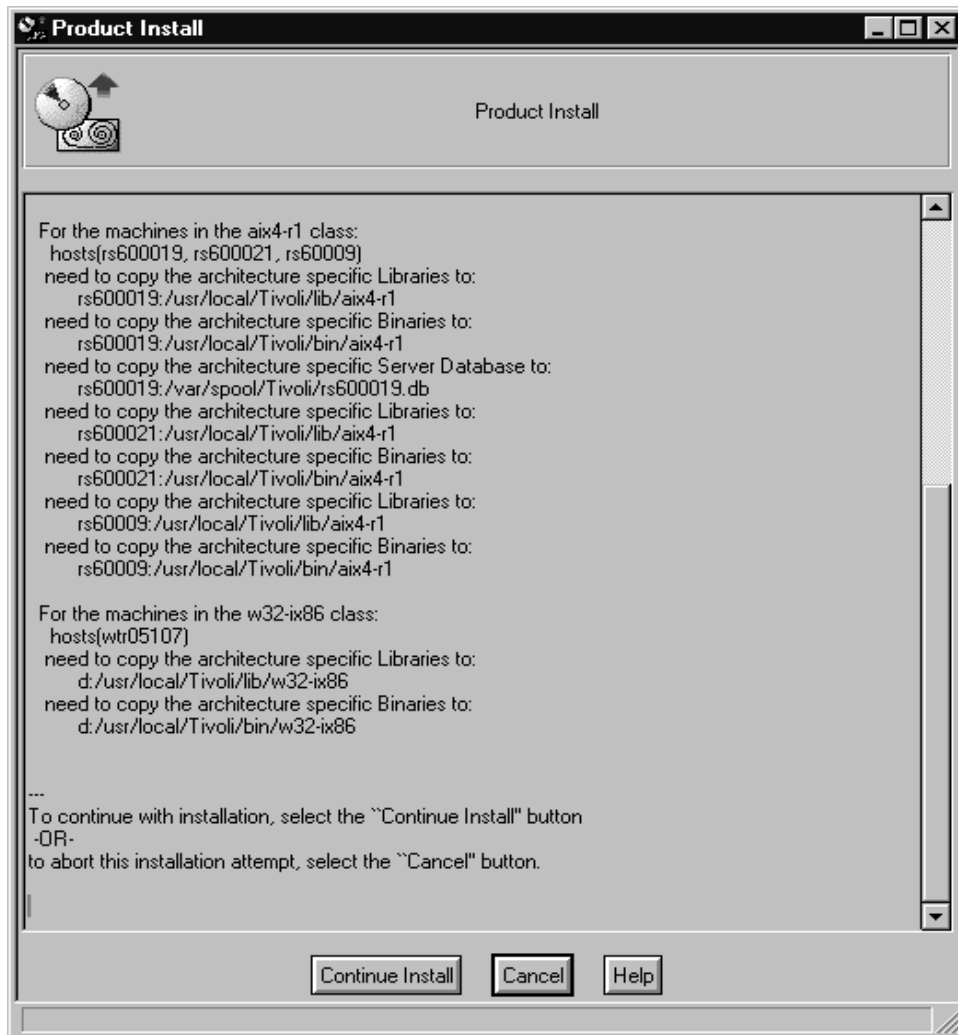 Product Install
Product Install
For the machines in the aix4-r1 class:
hosts(rs600019, rs600021, rs60009)
need to copy the architecture specific Libraries to:
rs600019:/usr/local/Tivoli/lib/aix4-r1
need to copy the architecture specific Binaries to:
rs600019:/usr/local/Tivoli/bin/aix4-r1
need to copy the architecture specific Server Database to:
rs600019:/var/spool/Tivoli/rs600019.db
need to copy the architecture specific Libraries to:
rs600021:/usr/local/Tivoli/lib/aix4-r1
need to copy the architecture specific Binaries to:
rs600021:/usr/local/Tivoli/bin/aix4-r1
need to copy the architecture specific Libraries to:
rs60009:/usr/local/Tivoli/lib/aix4-r1
need to copy the architecture specific Binaries to:
rs60009:/usr/local/Tivoli/bin/aix4-r1
For the machines in the w32-ix86 class:
hosts(wtr05107)
need to copy the architecture specific Libraries to:
d:/usr/local/Tivoli/lib/w32-ix86
need to copy the architecture specific Binaries to:
d:/usr/local/Tivoli/bin/w32-ix86
---
To continue with installation, select the ``Continue Install'' button
-OR-
to abort this installation attempt, select the ``Cancel'' button.
Continue Install Cancel Help